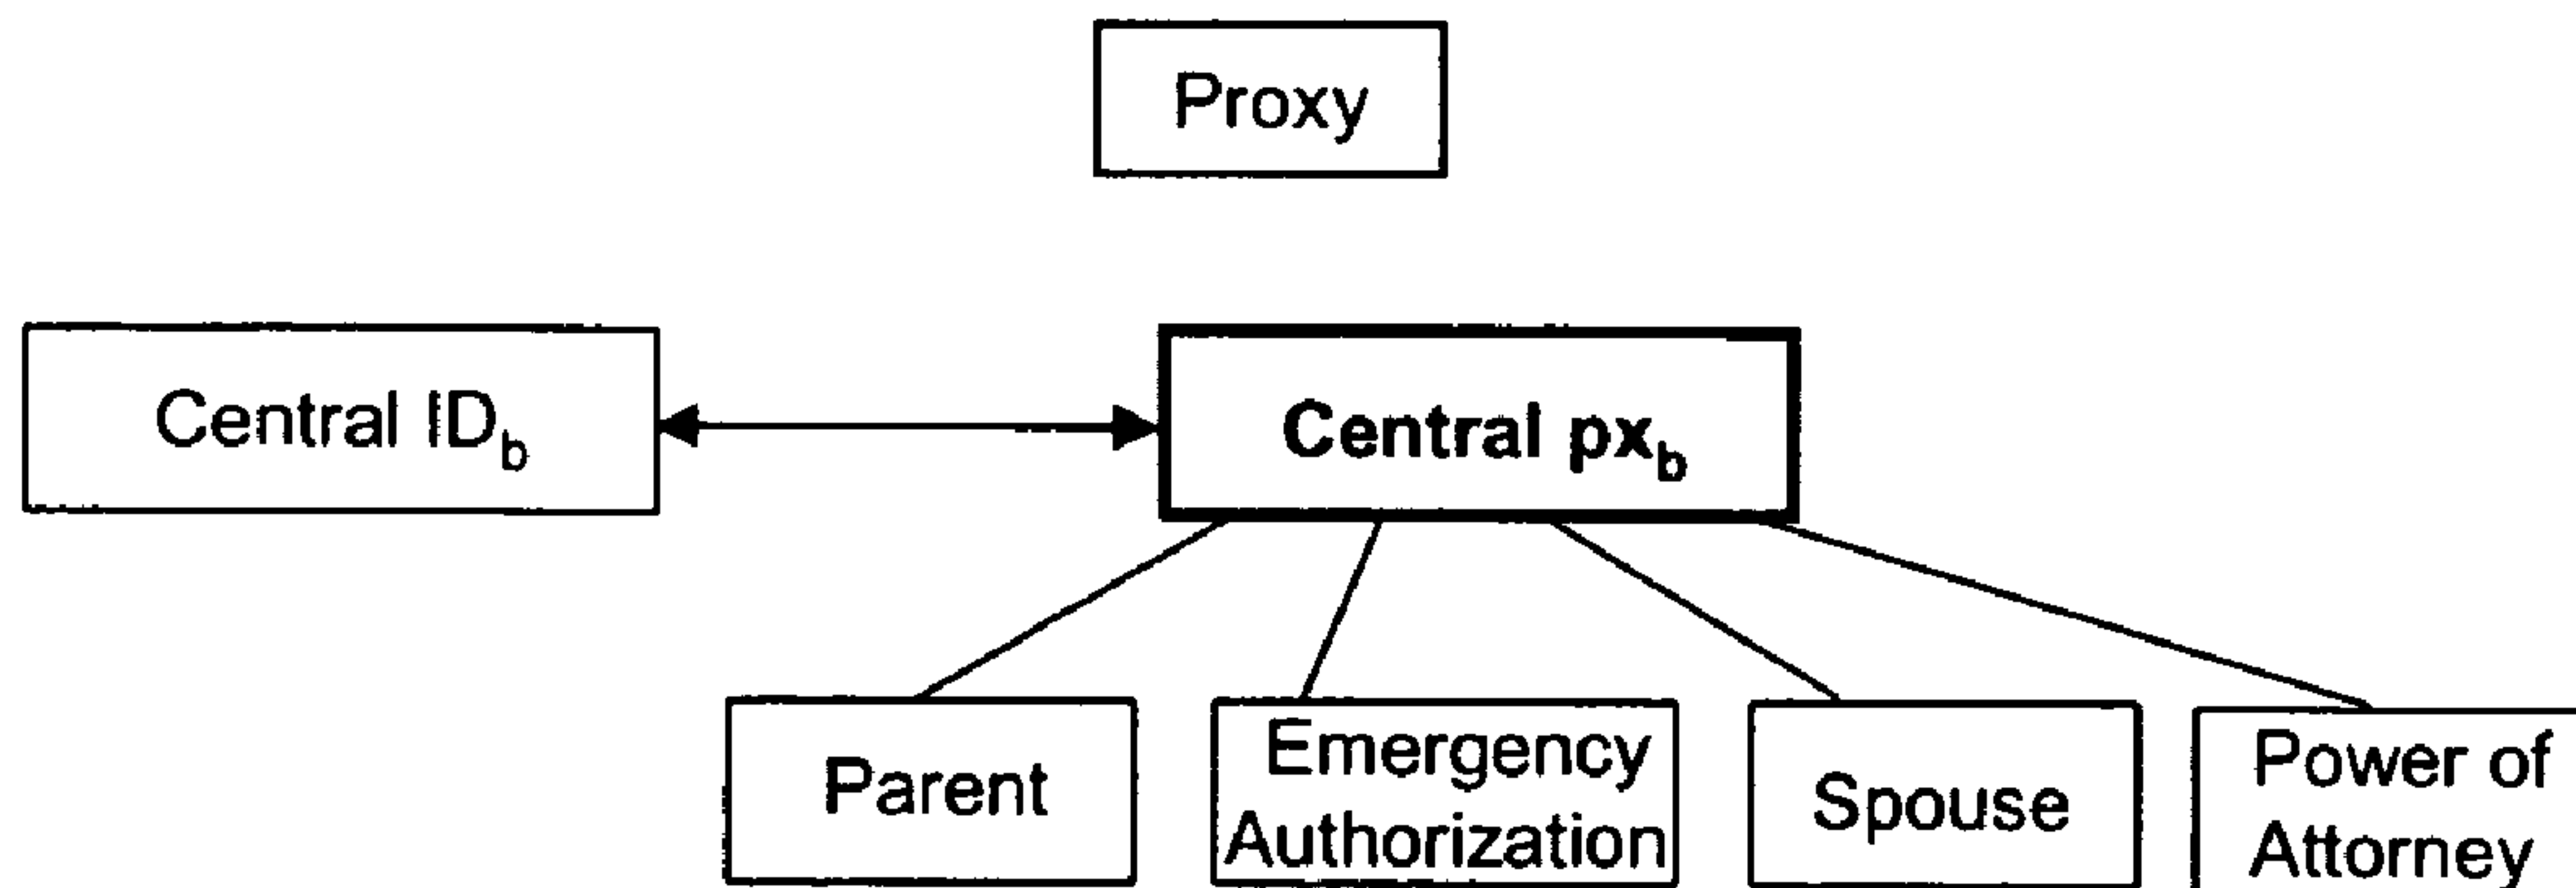 Proxy
Central ID_b
Central px_b
Parent
Emergency
Authorization
Spouse
Power of
Attorney